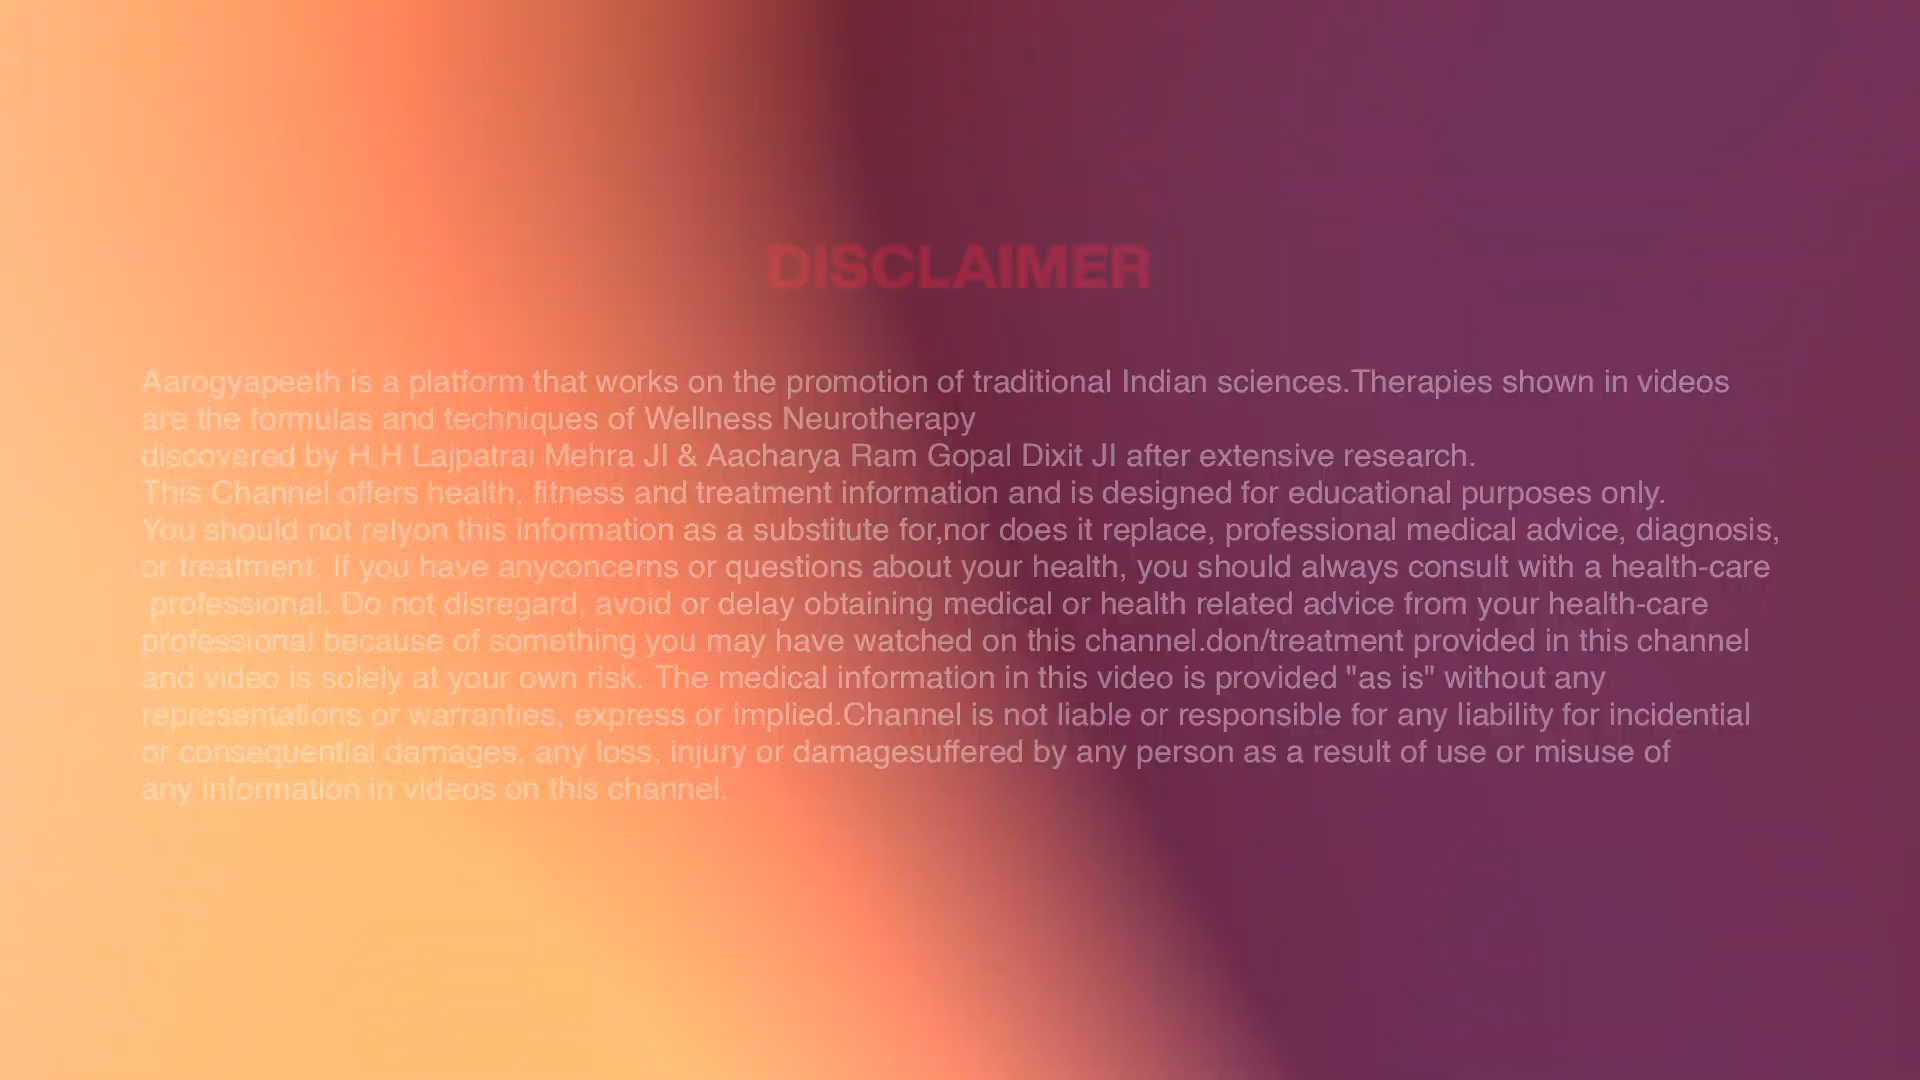 DISCLAIMER
Aarogyapeeth is a platform that works on the promotion of traditional Indian sciences.Therapies shown in videos
are the formulas and techniques of Wellness Neurotherapy
discovered by H.H Lajpatrai Mehra JI & Aacharya Ram Gopal Dixit JI after extensive research.
This Channel offers health, fitness and treatment information and is designed for educational purposes only.
You should not relyon this information as a substitute for,nor does it replace, professional medical advice, diagnosis,
or treatment. If you have anyconcerns or questions about your health, you should always consult with a health-care
professional. Do not disregard, avoid or delay obtaining medical or health related advice from your health-care
professional because of something you may have watched on this channel.don/treatment provided in this channel
and video is solely at your own risk. The medical information in this video is provided "as is" without any
representations or warranties, express or implied.Channel is not liable or responsible for any liability for incidential
or consequential damages, any loss, injury or damagesuffered by any person as a result of use or misuse of
any information in videos on this channel.